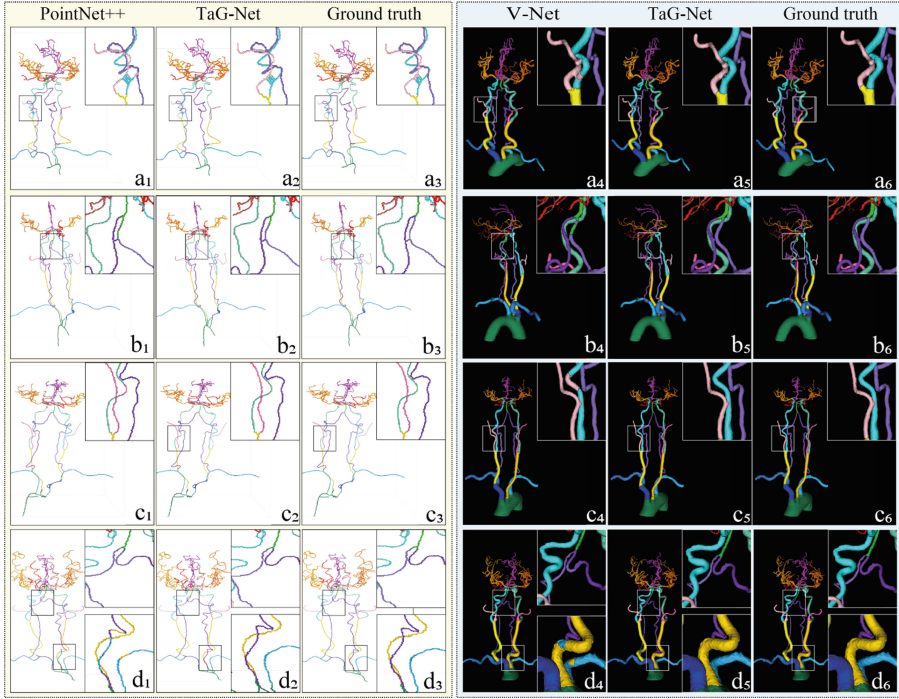 PointNet++ TaG-Net Ground truth V-Net TaG-Net Ground truth
a₁ a₂ a₃ a₄ a₅ a₆
b₁ b₂ b₃ b₄ b₅ b₆
c₁ c₂ c₃ c₄ c₅ c₆
d₁ d₂ d₃ d₄ d₅ d₆